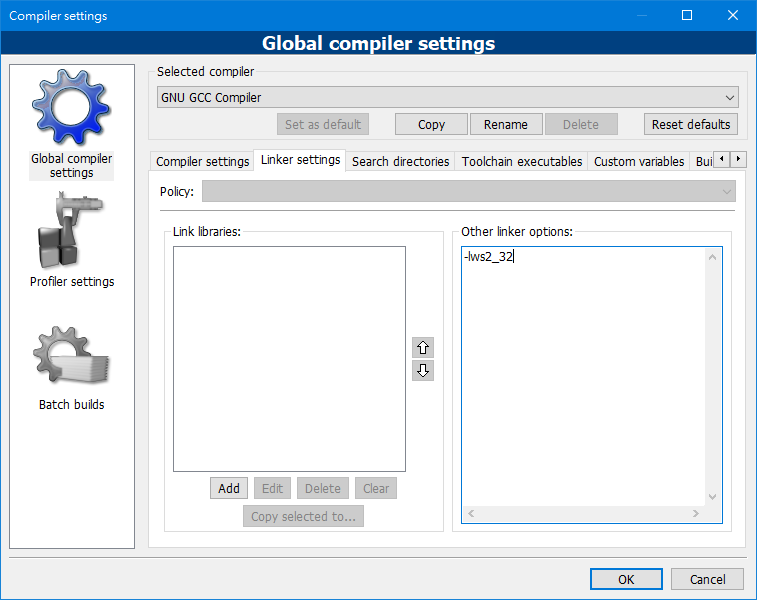 Compiler settings
Global compiler settings
Global compiler
settings
Profiler settings
Batch builds
Selected compiler
GNU GCC Compiler
Set as default
Copy
Rename
Delete
Reset defaults
Compiler settings
Linker settings
Search directories
Toolchain executables
Custom variables
Bui
Policy:
Link libraries:
Add
Edit
Delete
Clear
Copy selected to...
Other linker options:
-lws2_32
OK
Cancel